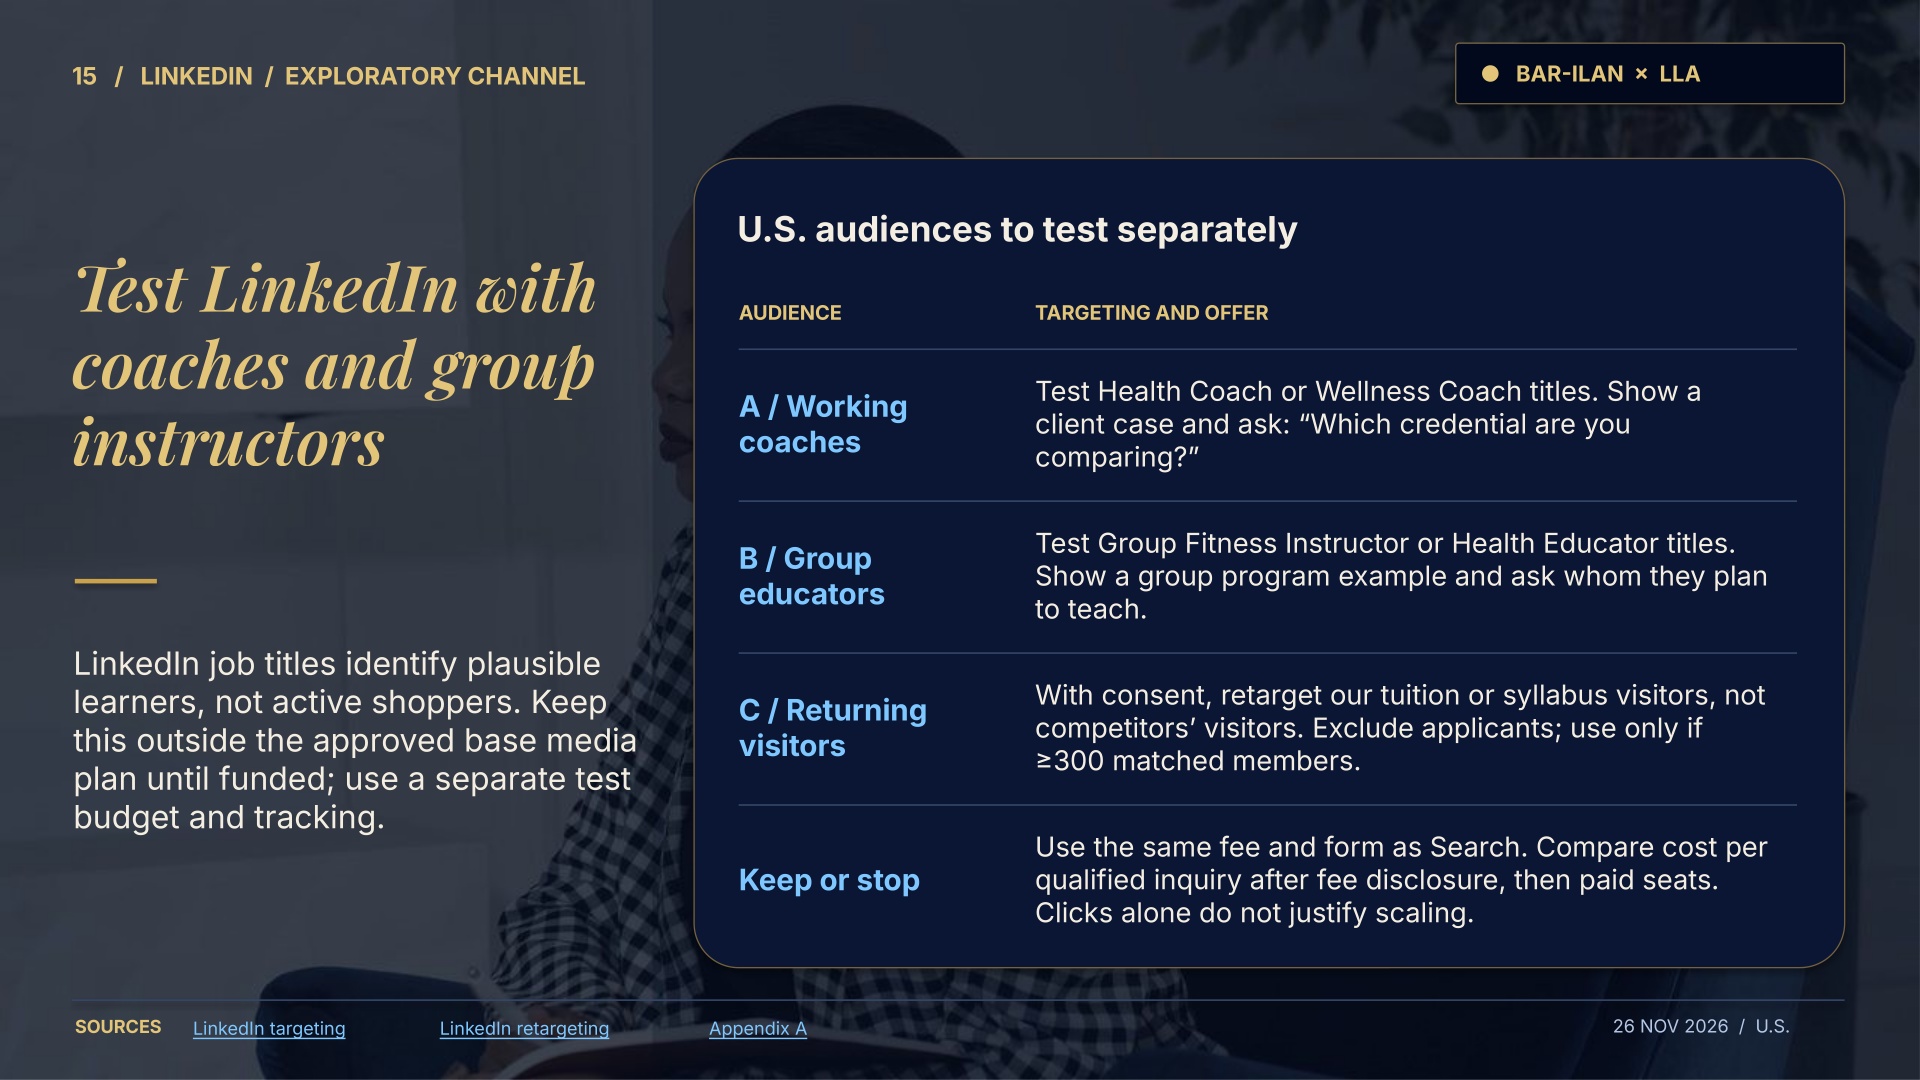 15 / LINKEDIN / EXPLORATORY CHANNEL
BAR-ILAN × LLA
Test LinkedIn with
coaches and group
instructors
LinkedIn job titles identify plausible
learners, not active shoppers. Keep
this outside the approved base media
plan until funded; use a separate test
budget and tracking.
U.S. audiences to test separately
AUDIENCE
TARGETING AND OFFER
A / Working
coaches
Test Health Coach or Wellness Coach titles. Show a
client case and ask: “Which credential are you
comparing?”
B / Group
educators
Test Group Fitness Instructor or Health Educator titles.
Show a group program example and ask whom they plan
to teach.
C / Returning
visitors
With consent, retarget our tuition or syllabus visitors, not
competitors’ visitors. Exclude applicants; use only if
≥300 matched members.
Keep or stop
Use the same fee and form as Search. Compare cost per
qualified inquiry after fee disclosure, then paid seats.
Clicks alone do not justify scaling.
SOURCES
LinkedIn targeting
LinkedIn retargeting
Appendix A
26 NOV 2026 / U.S.